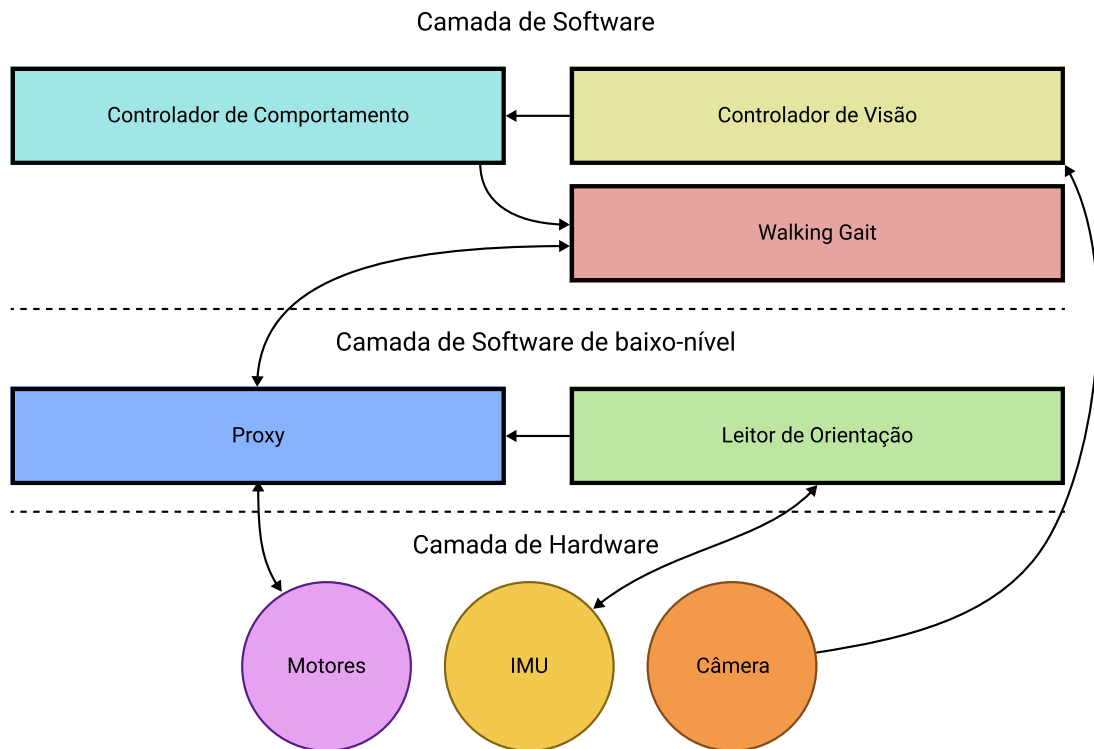 Camada de Software
Controlador de Comportamento
Controlador de Visão
Walking Gait
Camada de Software de baixo-nível
Proxy
Leitor de Orientação
Camada de Hardware
Motores
IMU
Câmera